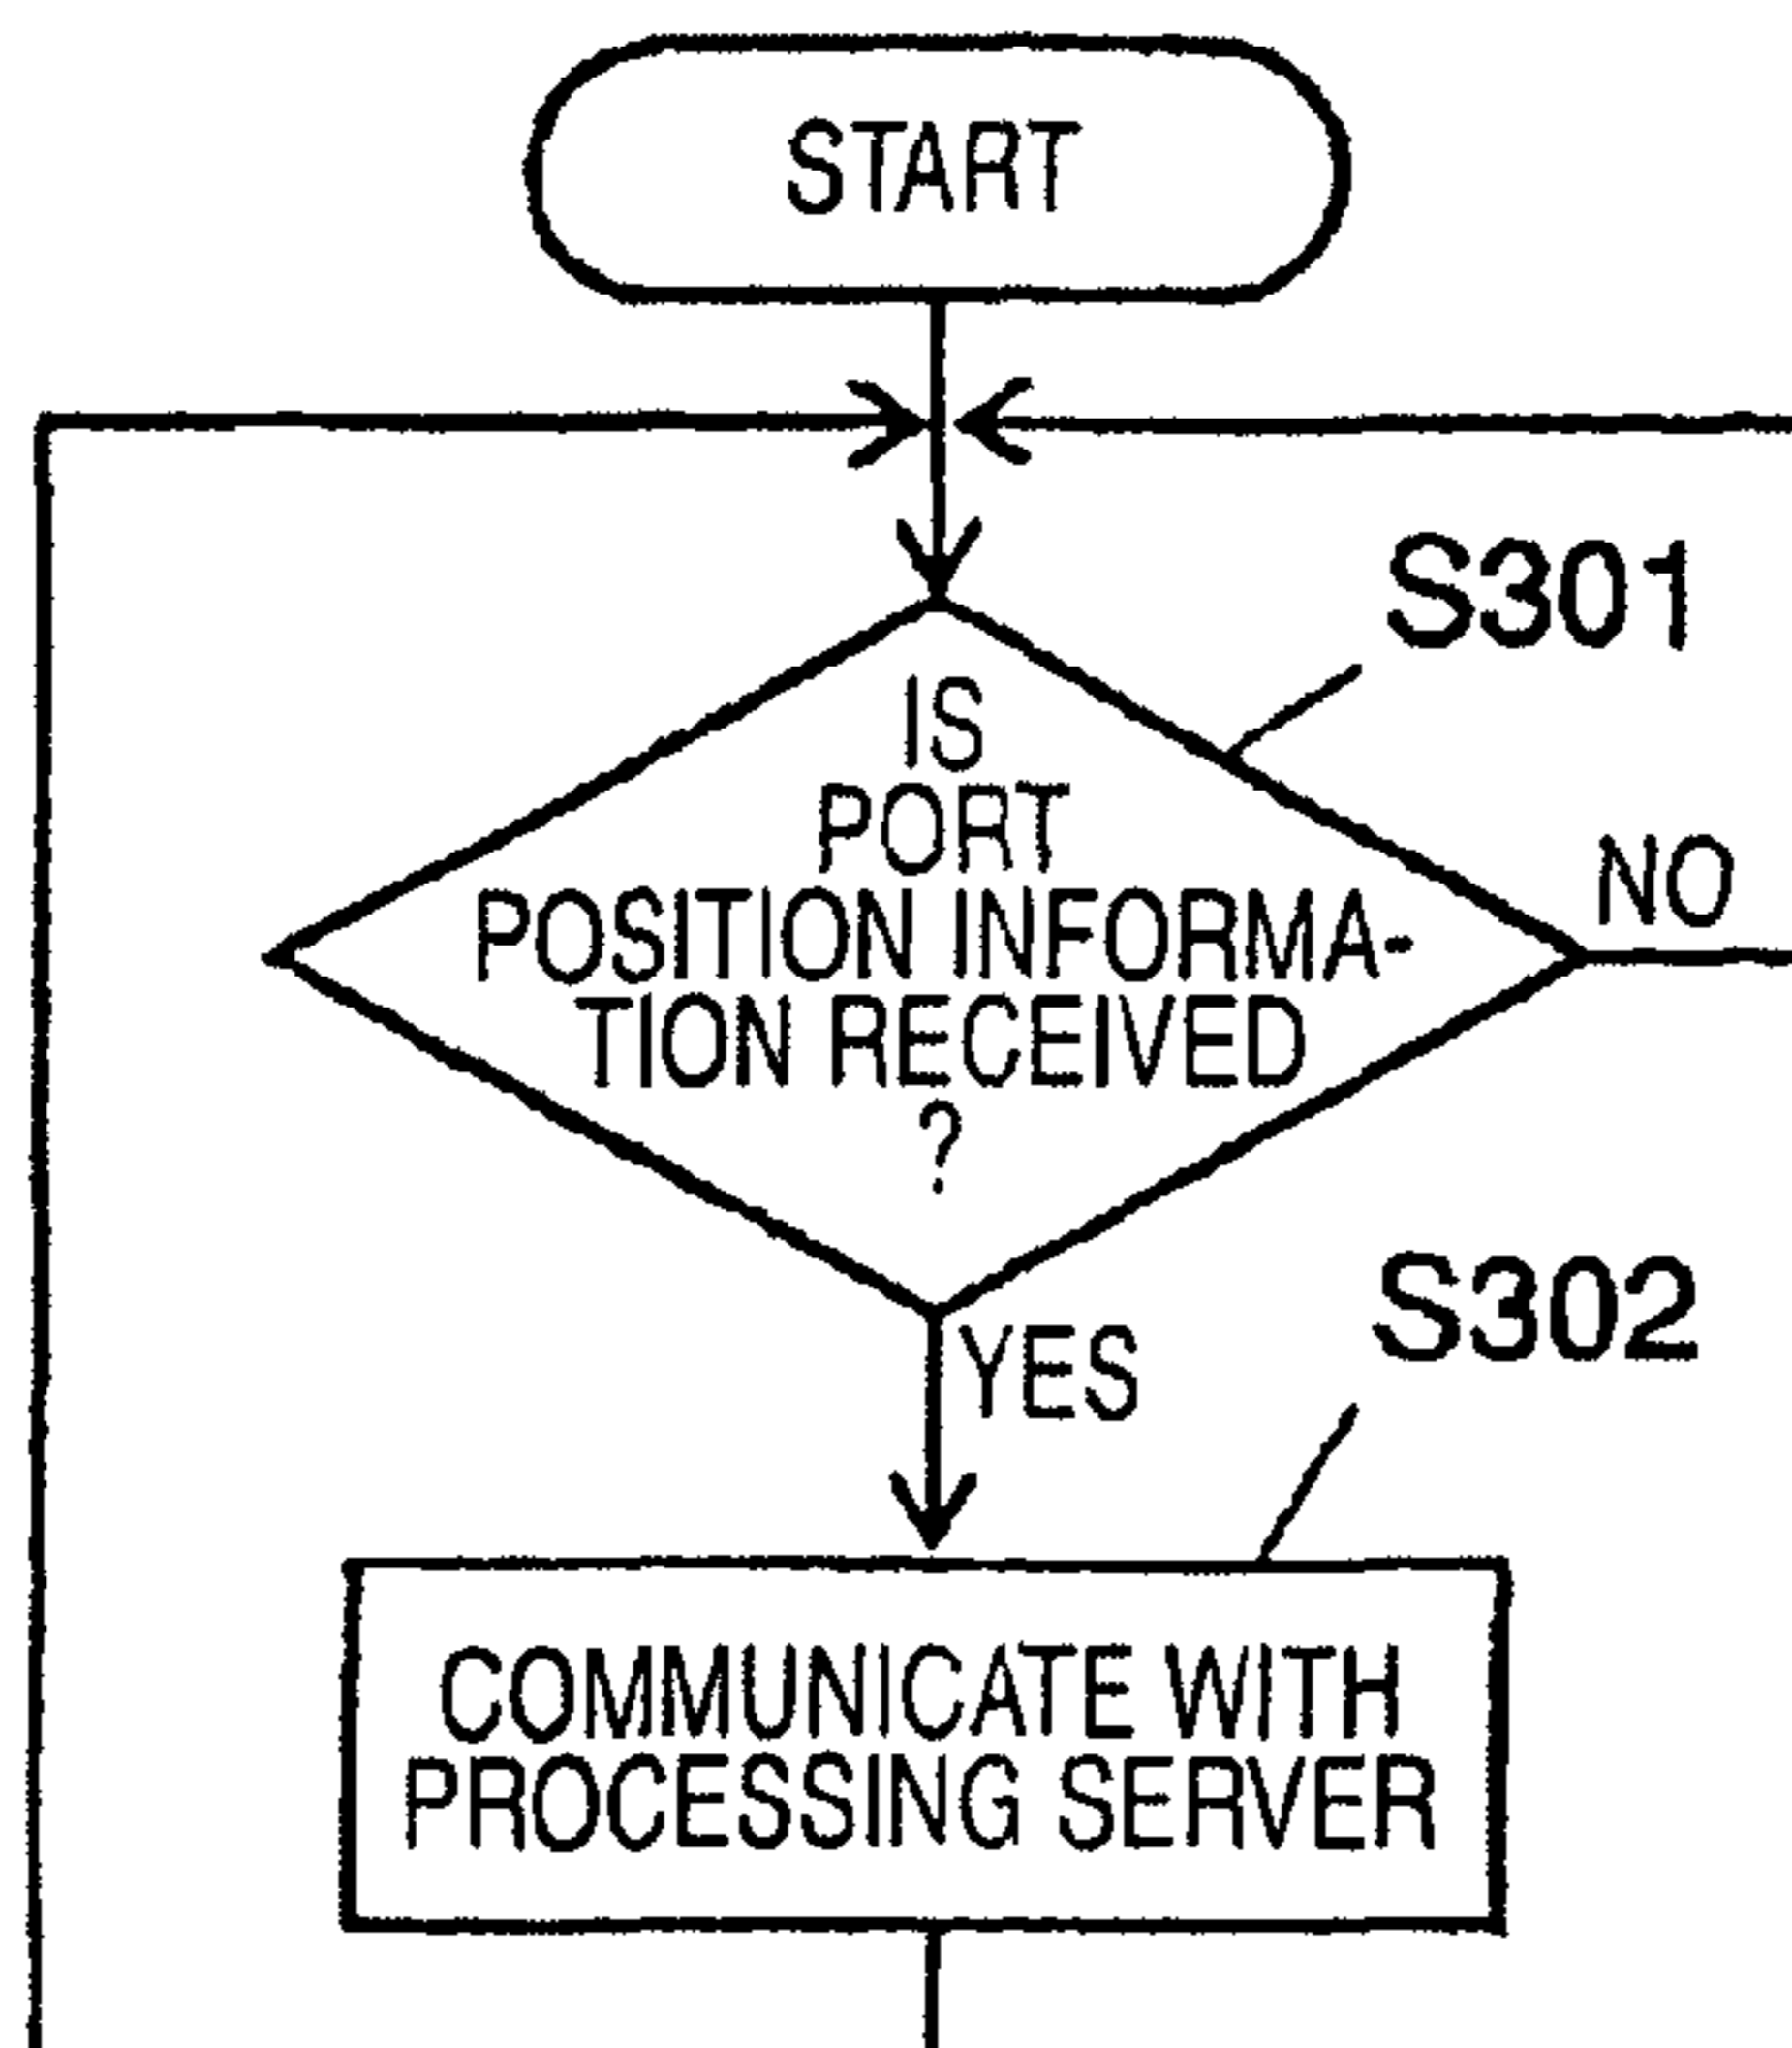 START
S301
IS
PORT
POSITION INFORMA-
TION RECEIVED
?
NO
YES
S302
COMMUNICATE WITH
PROCESSING SERVER